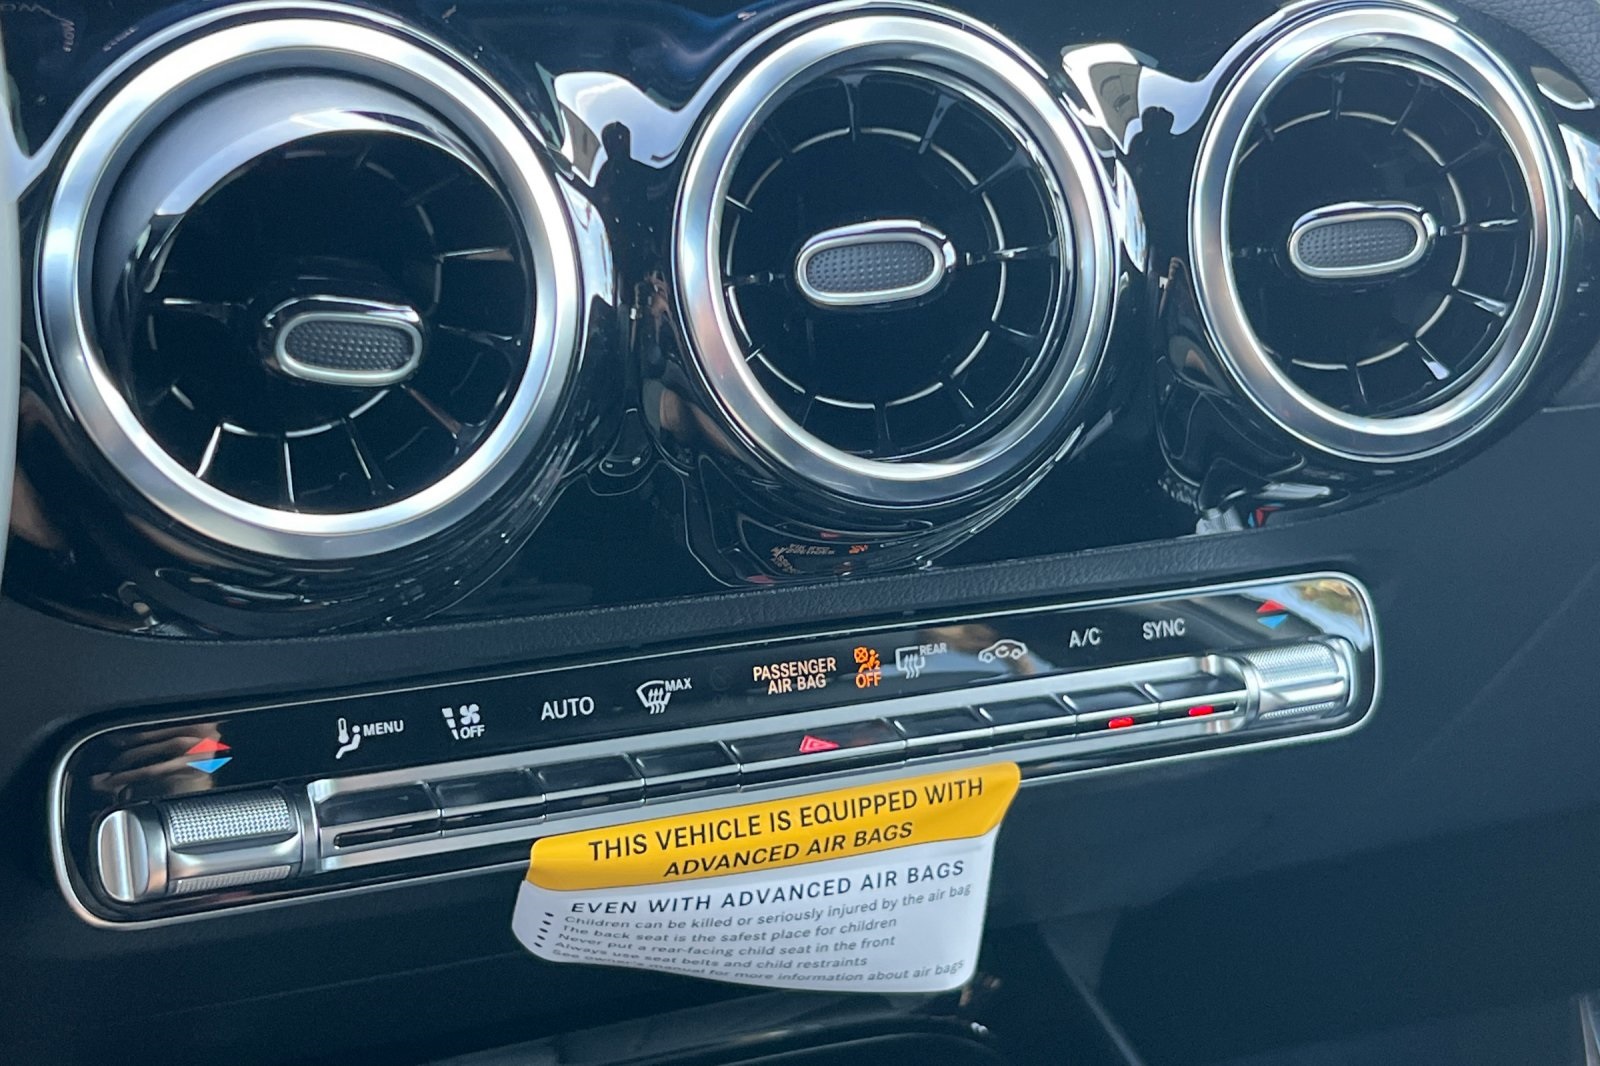 MENU
OFF
AUTO
MAX
PASSENGER
AIR BAG
2
OFF
REAR
A/C
SYNC
THIS VEHICLE IS EQUIPPED WITH
ADVANCED AIR BAGS
EVEN WITH ADVANCED AIR BAGS
Children can be killed or seriously injured by the air bag
The back seat is the safest place for children
Never put a rear-facing child seat in the front
Always use seat belts and child restraints
See owner's manual for more information about air bags